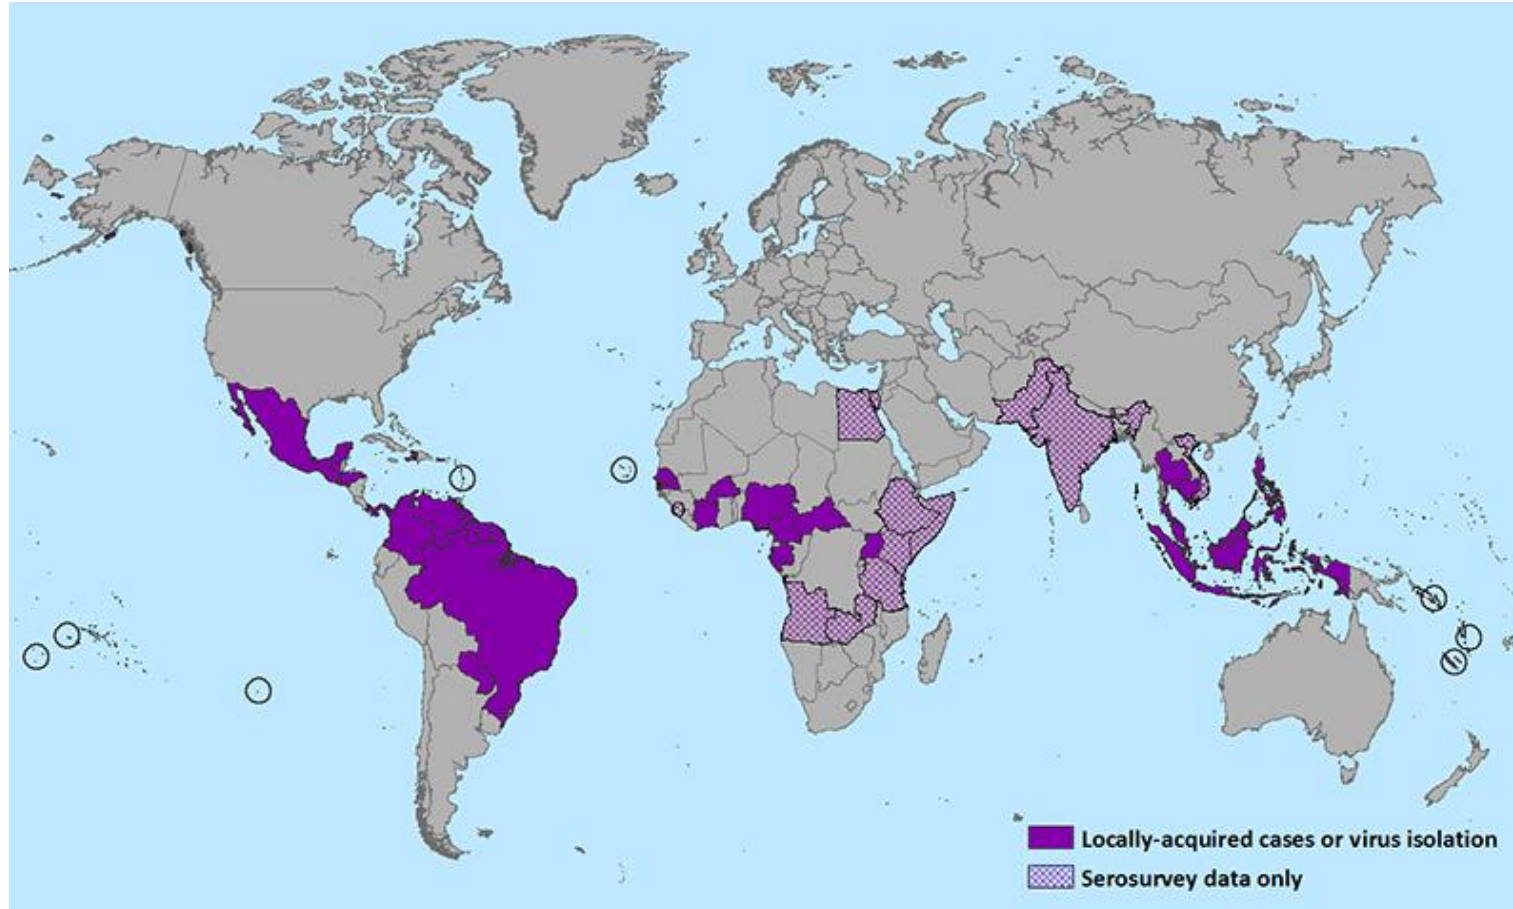 Locally-acquired cases or virus isolation
Serosurvey data only